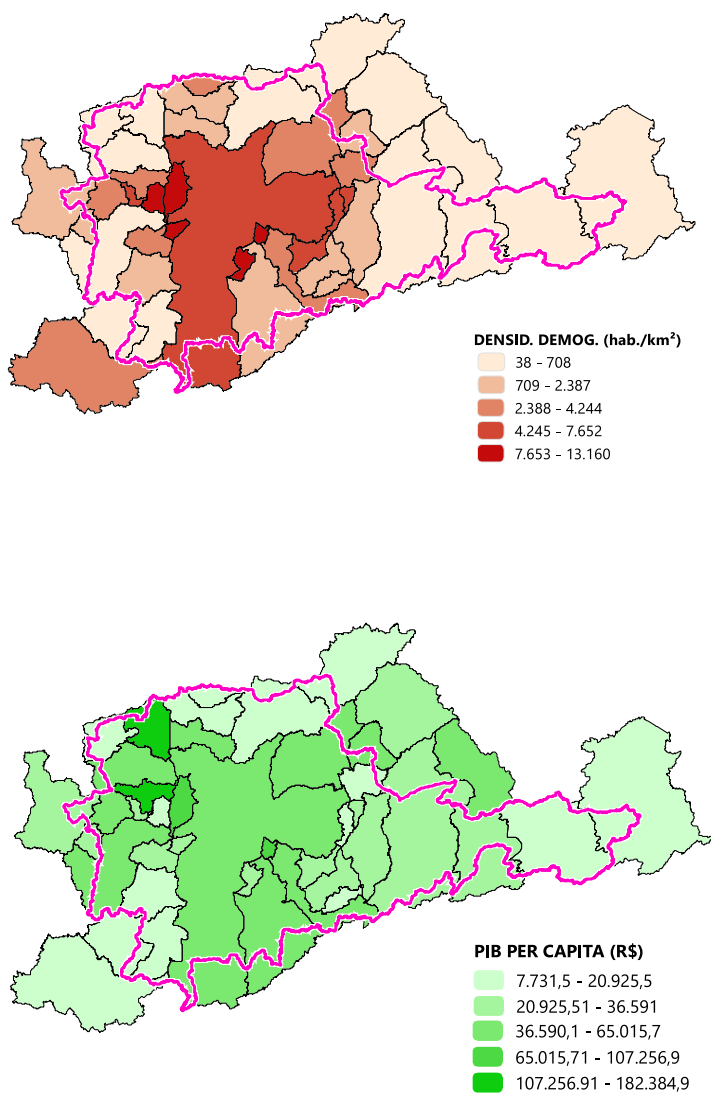 DENSID. DEMOG. (hab./km²)
38 - 708
709 - 2.387
2.388 - 4.244
4.245 - 7.652
7.653 - 13.160
PIB PER CAPITA (R$)
7.731,5 - 20.925,5
20.925,51 - 36.591
36.590,1 - 65.015,7
65.015,71 - 107.256,9
107.256.91 - 182.384,9